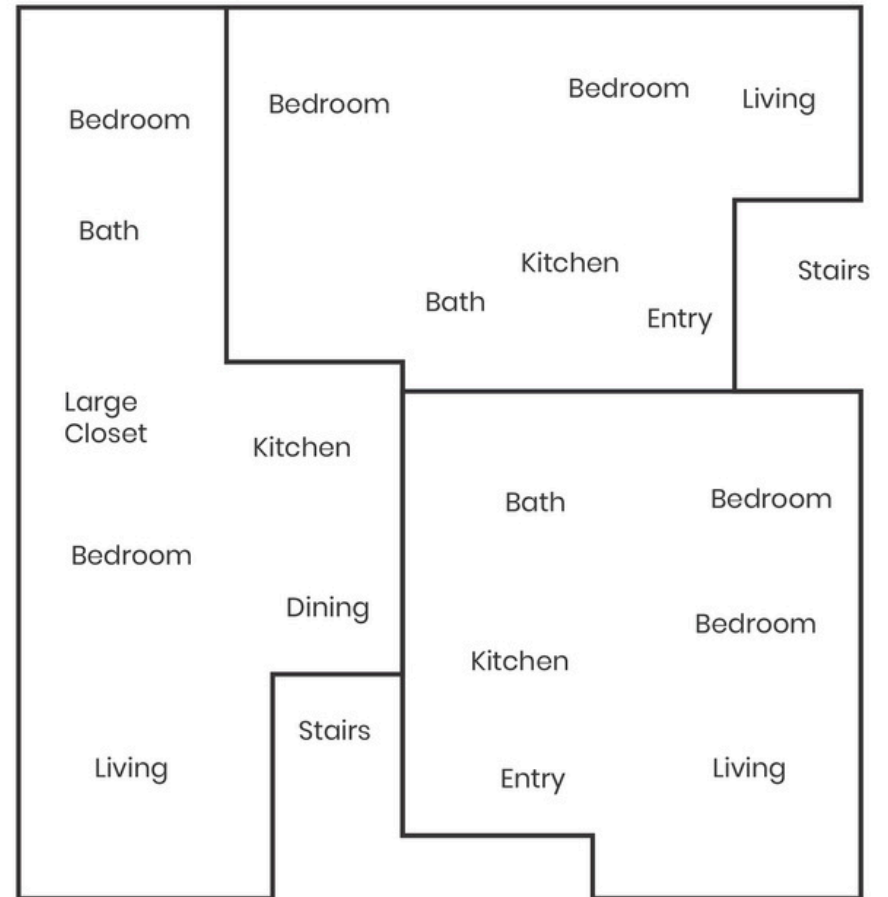 Bedroom
Bedroom
Bedroom
Living
Bath
Kitchen
Stairs
Bath
Entry
Large
Closet
Kitchen
Bath
Bedroom
Bedroom
Dining
Bedroom
Kitchen
Stairs
Living
Entry
Living